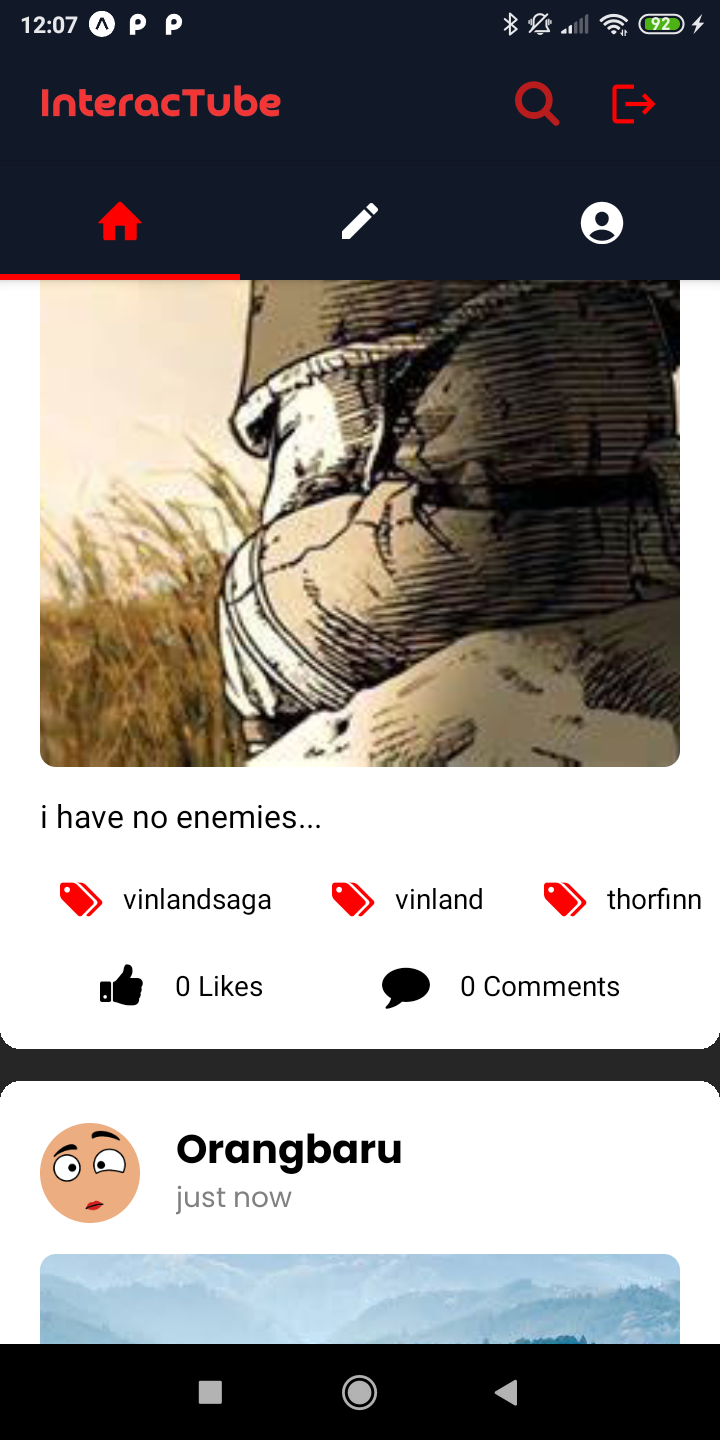 12:07
92
InteracTube
i have no enemies...
vinlandsaga vinland thorfinn
0 Likes 0 Comments
Orangbaru
just now